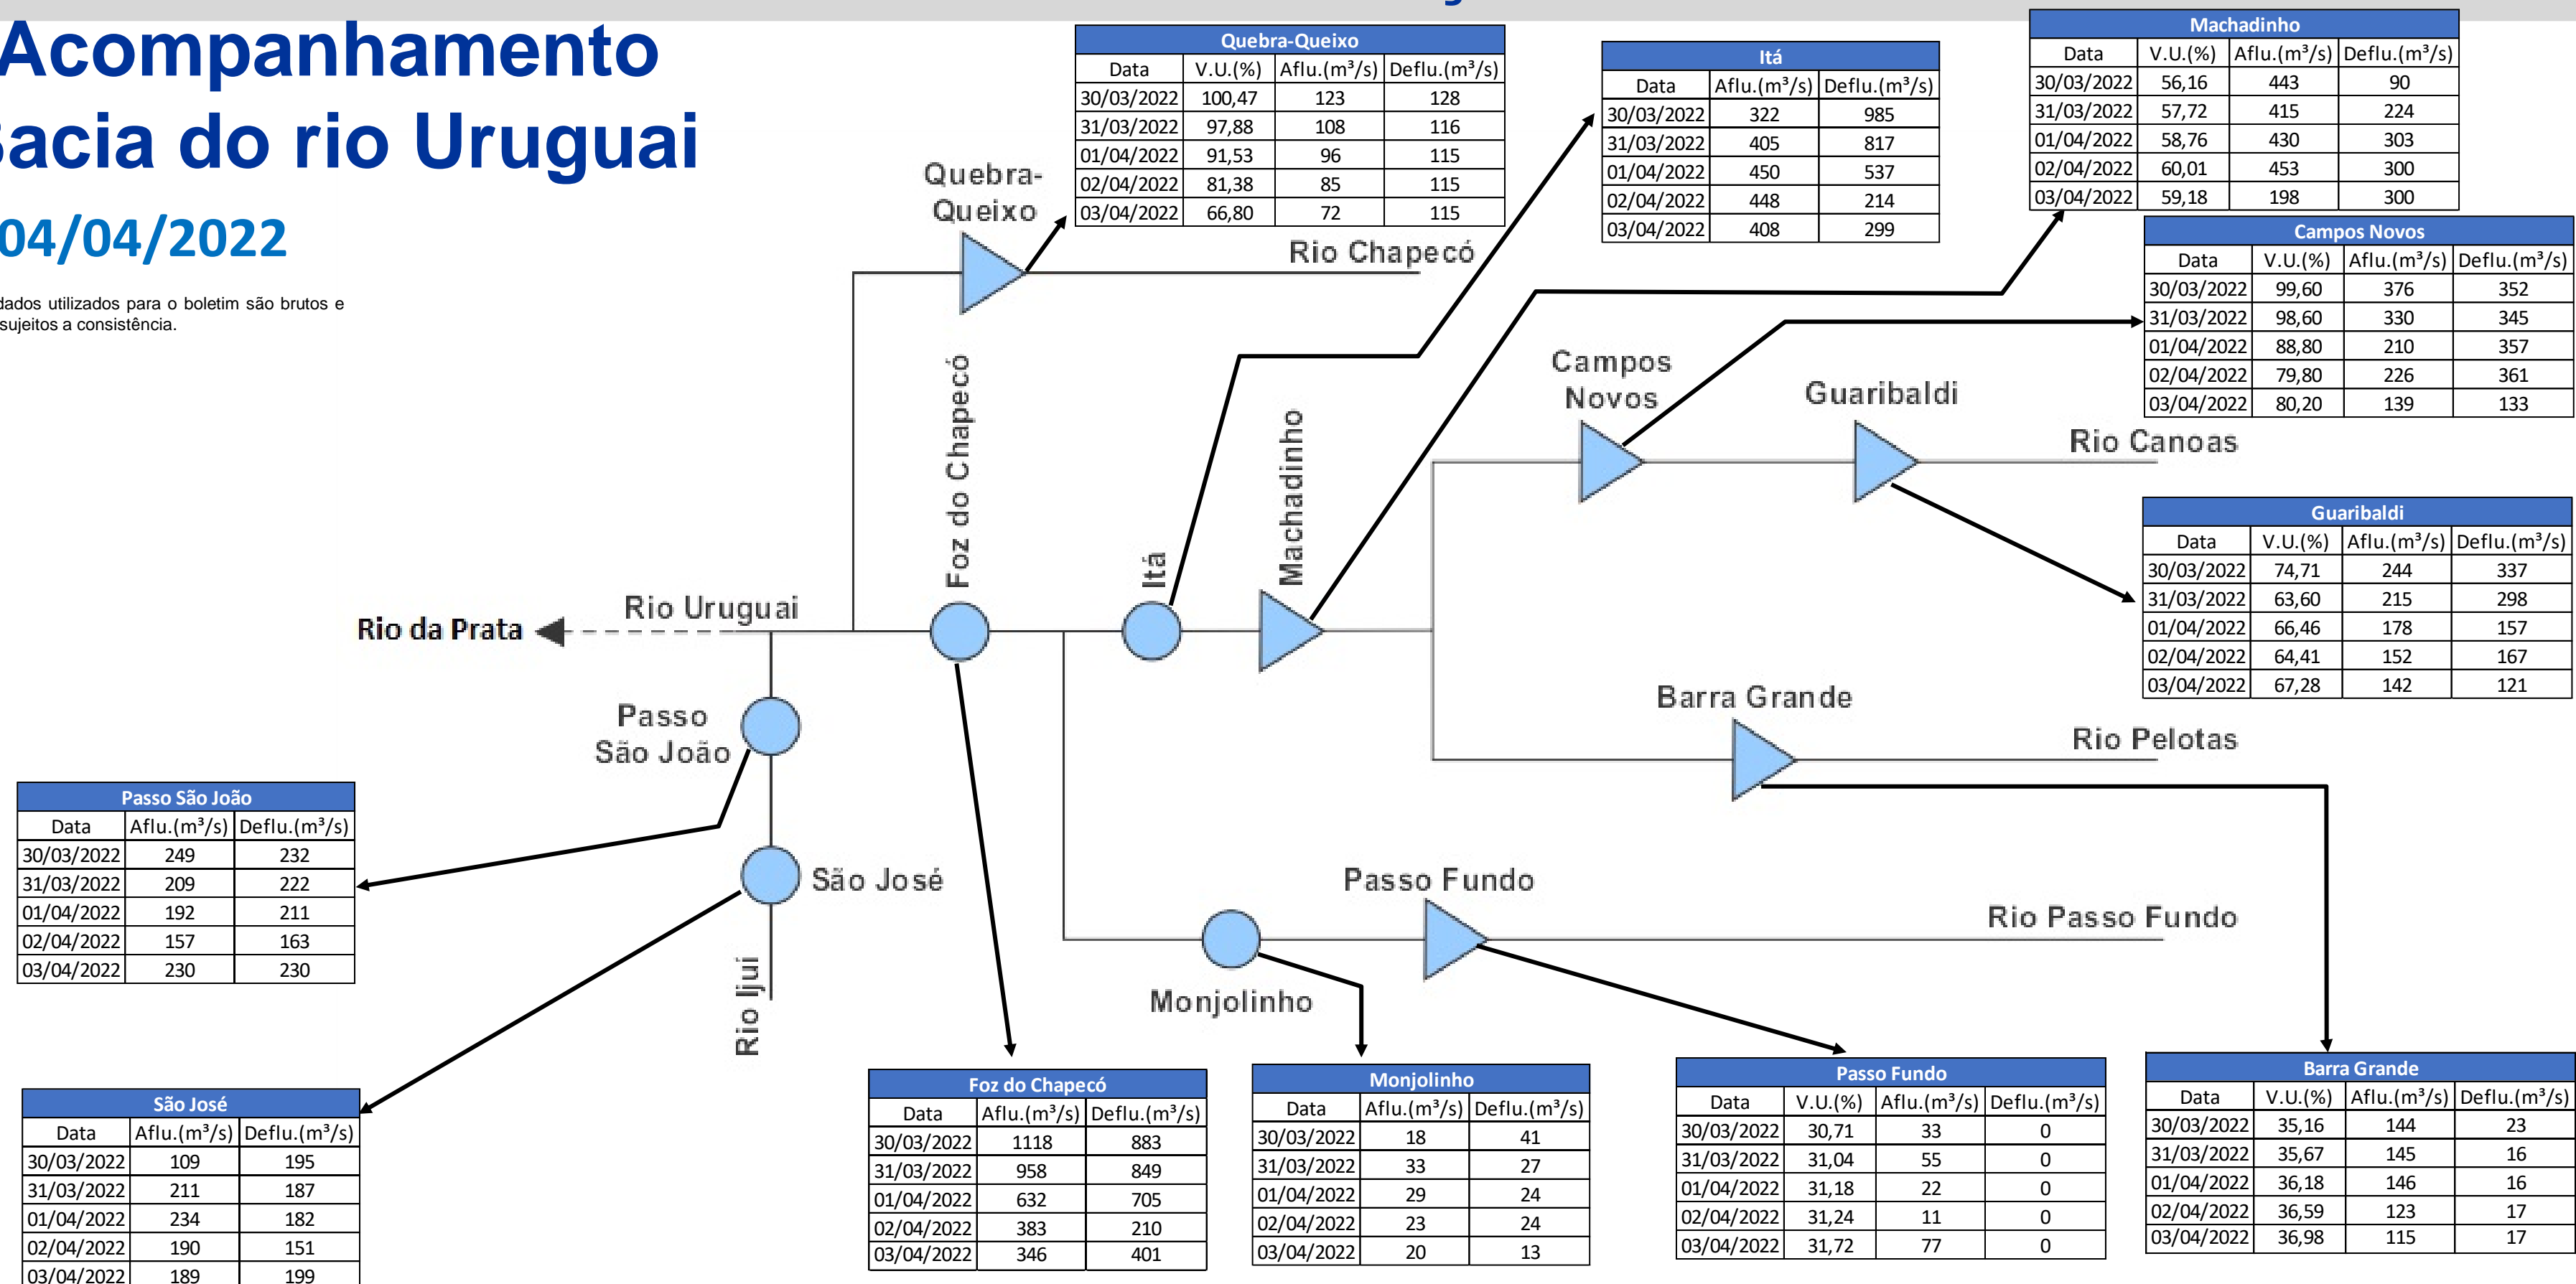 Acompanhamento
Bacia do rio Uruguai
04/04/2022
dados utilizados para o boletim são brutos e
sujeitos a consistência.
Quebra-Queixo
Data V.U.(%) Aflu.(m³/s) Deflu.(m³/s)
30/03/2022 100,47 123 128
31/03/2022 97,88 108 116
01/04/2022 91,53 96 115
02/04/2022 81,38 85 115
03/04/2022 66,80 72 115
Itá
Data Aflu.(m³/s) Deflu.(m³/s)
30/03/2022 322 985
31/03/2022 405 817
01/04/2022 450 537
02/04/2022 448 214
03/04/2022 408 299
Machadinho
Data V.U.(%) Aflu.(m³/s) Deflu.(m³/s)
30/03/2022 56,16 443 90
31/03/2022 57,72 415 224
01/04/2022 58,76 430 303
02/04/2022 60,01 453 300
03/04/2022 59,18 198 300
Campos Novos
Data V.U.(%) Aflu.(m³/s) Deflu.(m³/s)
30/03/2022 99,60 376 352
31/03/2022 98,60 330 345
01/04/2022 88,80 210 357
02/04/2022 79,80 226 361
03/04/2022 80,20 139 133
Quebra-
Queixo
Rio Chapecó
Foz do Chapecó
Itá
Machadinho
Campos
Novos
Guaribaldi
Rio Canoas
Guaribaldi
Data V.U.(%) Aflu.(m³/s) Deflu.(m³/s)
30/03/2022 74,71 244 337
31/03/2022 63,60 215 298
01/04/2022 66,46 178 157
02/04/2022 64,41 152 167
03/04/2022 67,28 142 121
Rio da Prata
Rio Uruguai
Passo
São João
Barra Grande
Rio Pelotas
São José
Passo Fundo
Rio Passo Fundo
Rio Ijuí
Monjolinho
Passo São João
Data Aflu.(m³/s) Deflu.(m³/s)
30/03/2022 249 232
31/03/2022 209 222
01/04/2022 192 211
02/04/2022 157 163
03/04/2022 230 230
São José
Data Aflu.(m³/s) Deflu.(m³/s)
30/03/2022 109 195
31/03/2022 211 187
01/04/2022 234 182
02/04/2022 190 151
03/04/2022 189 199
Foz do Chapecó
Data Aflu.(m³/s) Deflu.(m³/s)
30/03/2022 1118 883
31/03/2022 958 849
01/04/2022 632 705
02/04/2022 383 210
03/04/2022 346 401
Monjolinho
Data Aflu.(m³/s) Deflu.(m³/s)
30/03/2022 18 41
31/03/2022 33 27
01/04/2022 29 24
02/04/2022 23 24
03/04/2022 20 13
Passo Fundo
Data V.U.(%) Aflu.(m³/s) Deflu.(m³/s)
30/03/2022 30,71 33 0
31/03/2022 31,04 55 0
01/04/2022 31,18 22 0
02/04/2022 31,24 11 0
03/04/2022 31,72 77 0
Barra Grande
Data V.U.(%) Aflu.(m³/s) Deflu.(m³/s)
30/03/2022 35,16 144 23
31/03/2022 35,67 145 16
01/04/2022 36,18 146 16
02/04/2022 36,59 123 17
03/04/2022 36,98 115 17